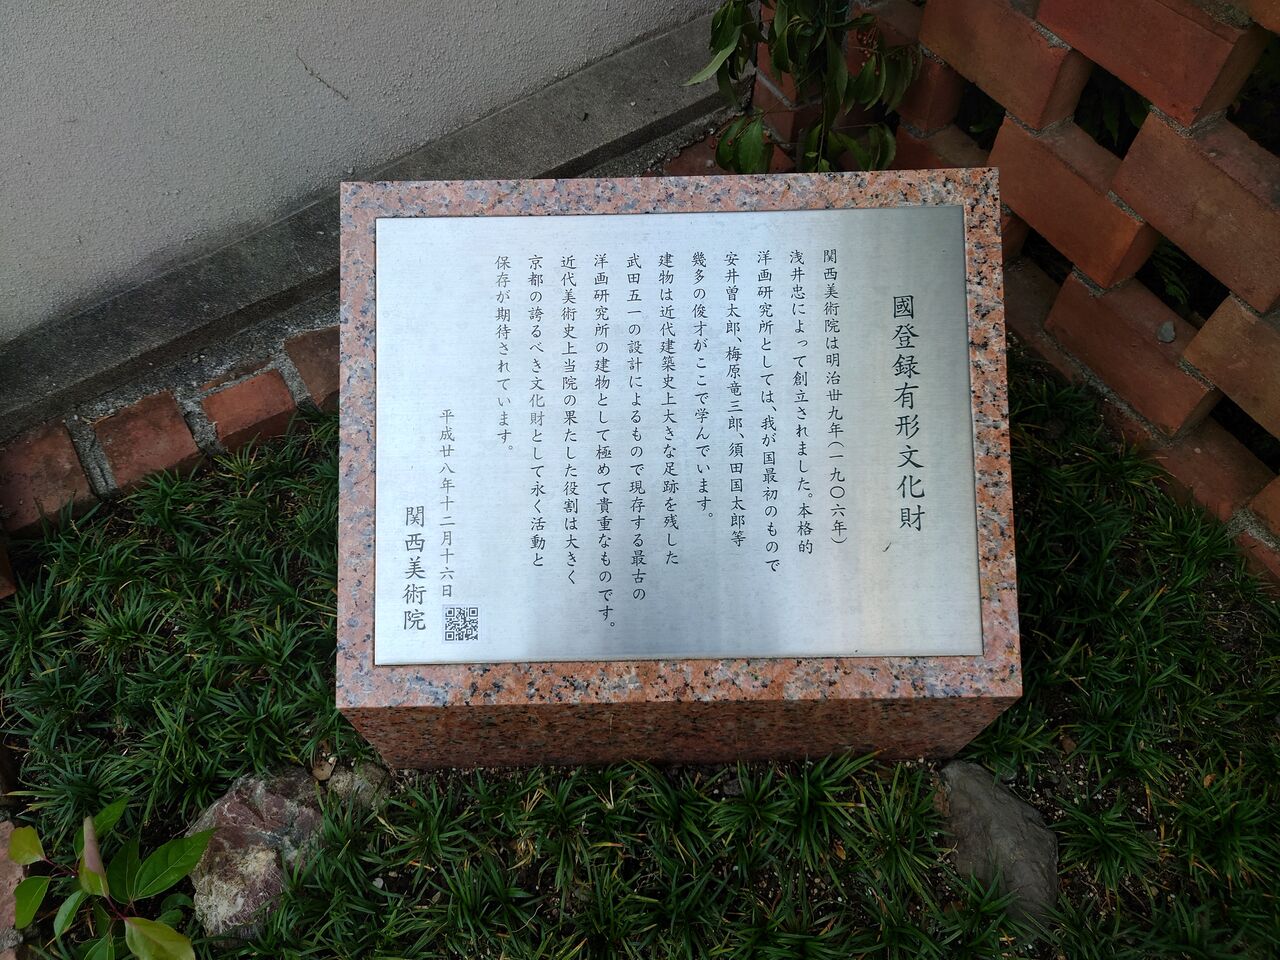 國登録有形文化財
関西美術院は明治丗九年(一九〇六年)
浅井忠によって創立されました。本格的
洋画研究所としては、我が国最初のもので
安井曽太郎、梅原竜三郎、須田国太郎等
幾多の俊才がここで学んでいます。
建物は近代建築史上大きな足跡を残した
武田五一の設計によるもので現存する最古の
洋画研究所の建物として極めて貴重なものです。
近代美術史上当院の果たした役割は大きく
京都の誇るべき文化財として永く活動と
保存が期待されています。
平成廿八年十二月十六日
関西美術院